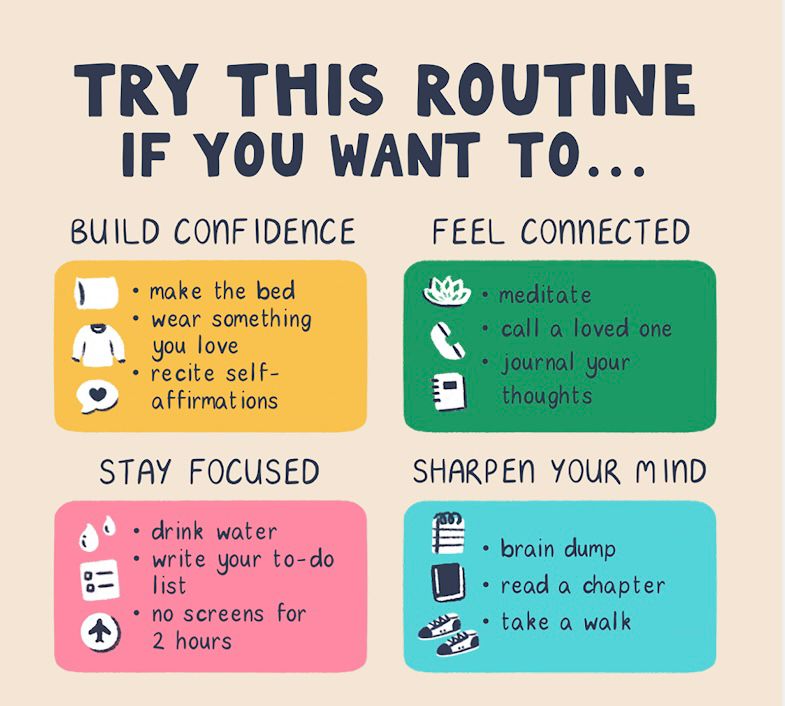 TRY THIS ROUTINE
IF YOU WANT TO...
BUILD CONFIDENCE
• make the bed
• wear something
you love
• recite self-
affirmations
FEEL CONNECTED
• meditate
• call a loved one
• journal your
thoughts
STAY FOCUSED
• drink water
• write your to-do
list
• no screens for
2 hours
SHARPEN YOUR MIND
• brain dump
• read a chapter
• take a walk